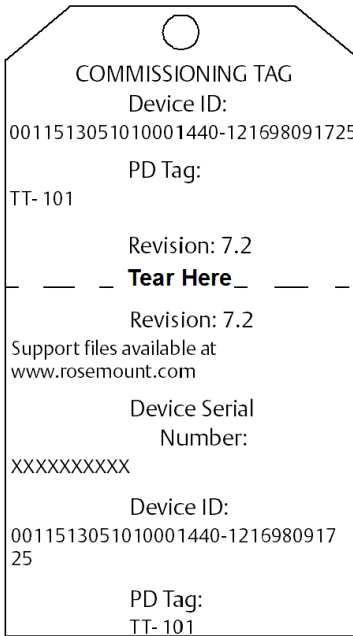 COMMISSIONING TAG
Device ID:
0011513051010001440-121698091725
PD Tag:
TT- 101
Revision: 7.2
Tear Here
Revision: 7.2
Support files available at
www.rosemount.com
Device Serial
Number:
XXXXXXXXXX
Device ID:
0011513051010001440-1216980917
25
PD Tag:
TT- 101